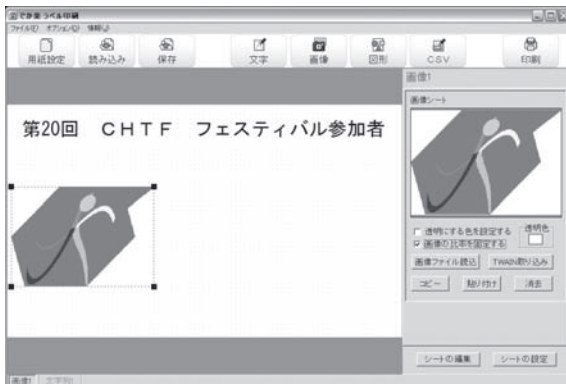 でか楽 ラベル印刷
ファイル(F) オプション(O) 情報(J)
用紙設定 読み込み 保存 文字 画像 図形 CSV 印刷
画像1
画像シート
第20回 CHTF フェスティバル参加者
透明にする色を設定する 透明色
画像の比率を固定する
画像ファイル読込 TWAIN取り込み
コピー 貼り付け 消去
シートの編集 シートの設定
画像1 文字列1